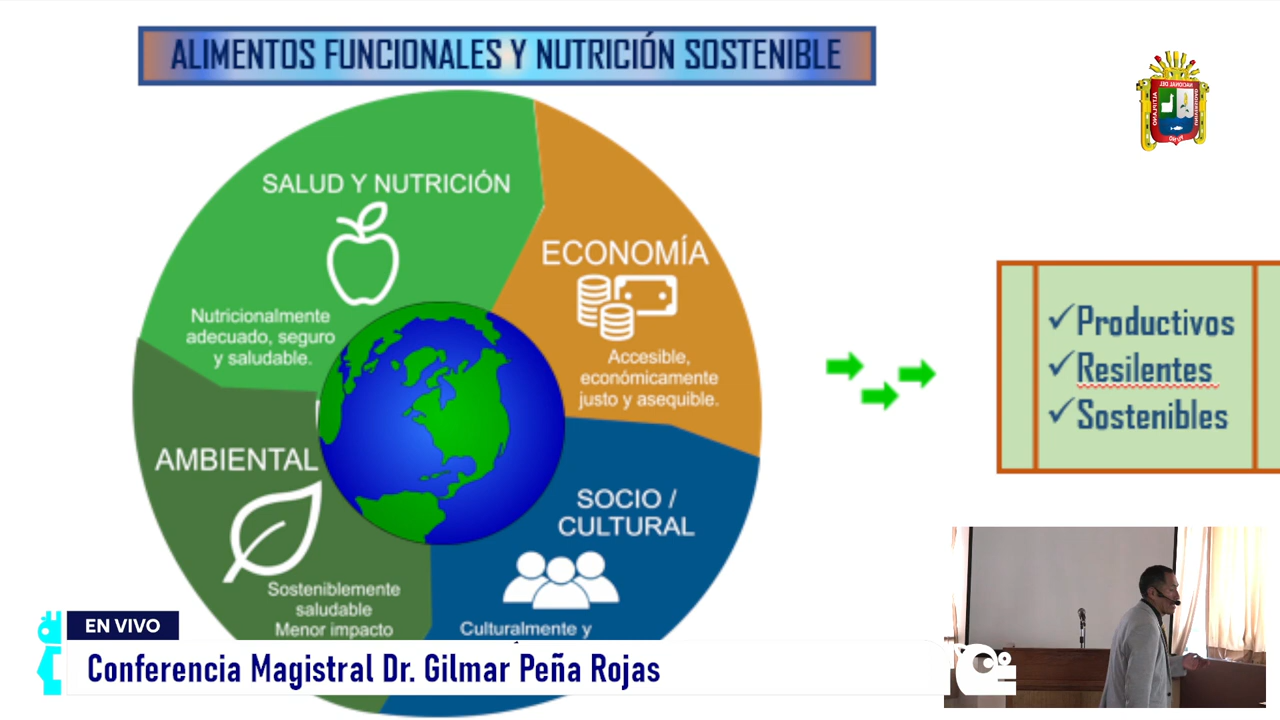 ALIMENTOS FUNCIONALES Y NUTRICIÓN SOSTENIBLE
SALUD Y NUTRICIÓN
Nutricionalmente
adecuado, seguro
y saludable.
ECONOMÍA
Accesible,
económicamente
justo y asequible.
AMBIENTAL
Sosteniblemente
saludable
Menor impacto
SOCIO /
CULTURAL
Culturalmente y
✓Productivos
✓Resilentes
✓Sostenibles
EN VIVO
Conferencia Magistral Dr. Gilmar Peña Rojas